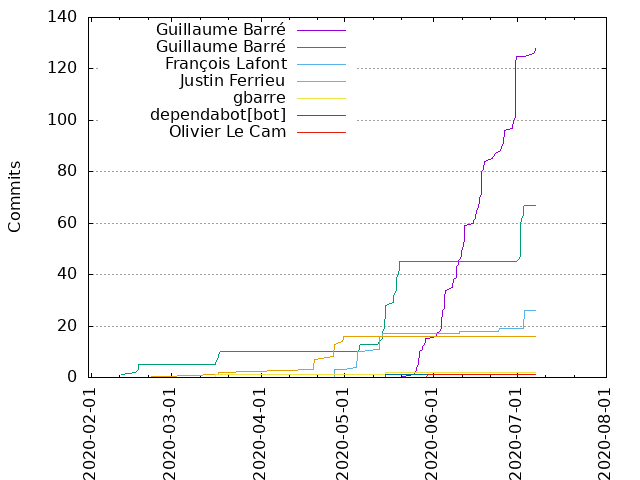 140
120
100
80
60
40
20
0
Commits
Guillaume Barré
Guillaume Barré
François Lafont
Justin Ferrieu
gbarre
dependabot[bot]
Olivier Le Cam
2020-02-01
2020-03-01
2020-04-01
2020-05-01
2020-06-01
2020-07-01
2020-08-01